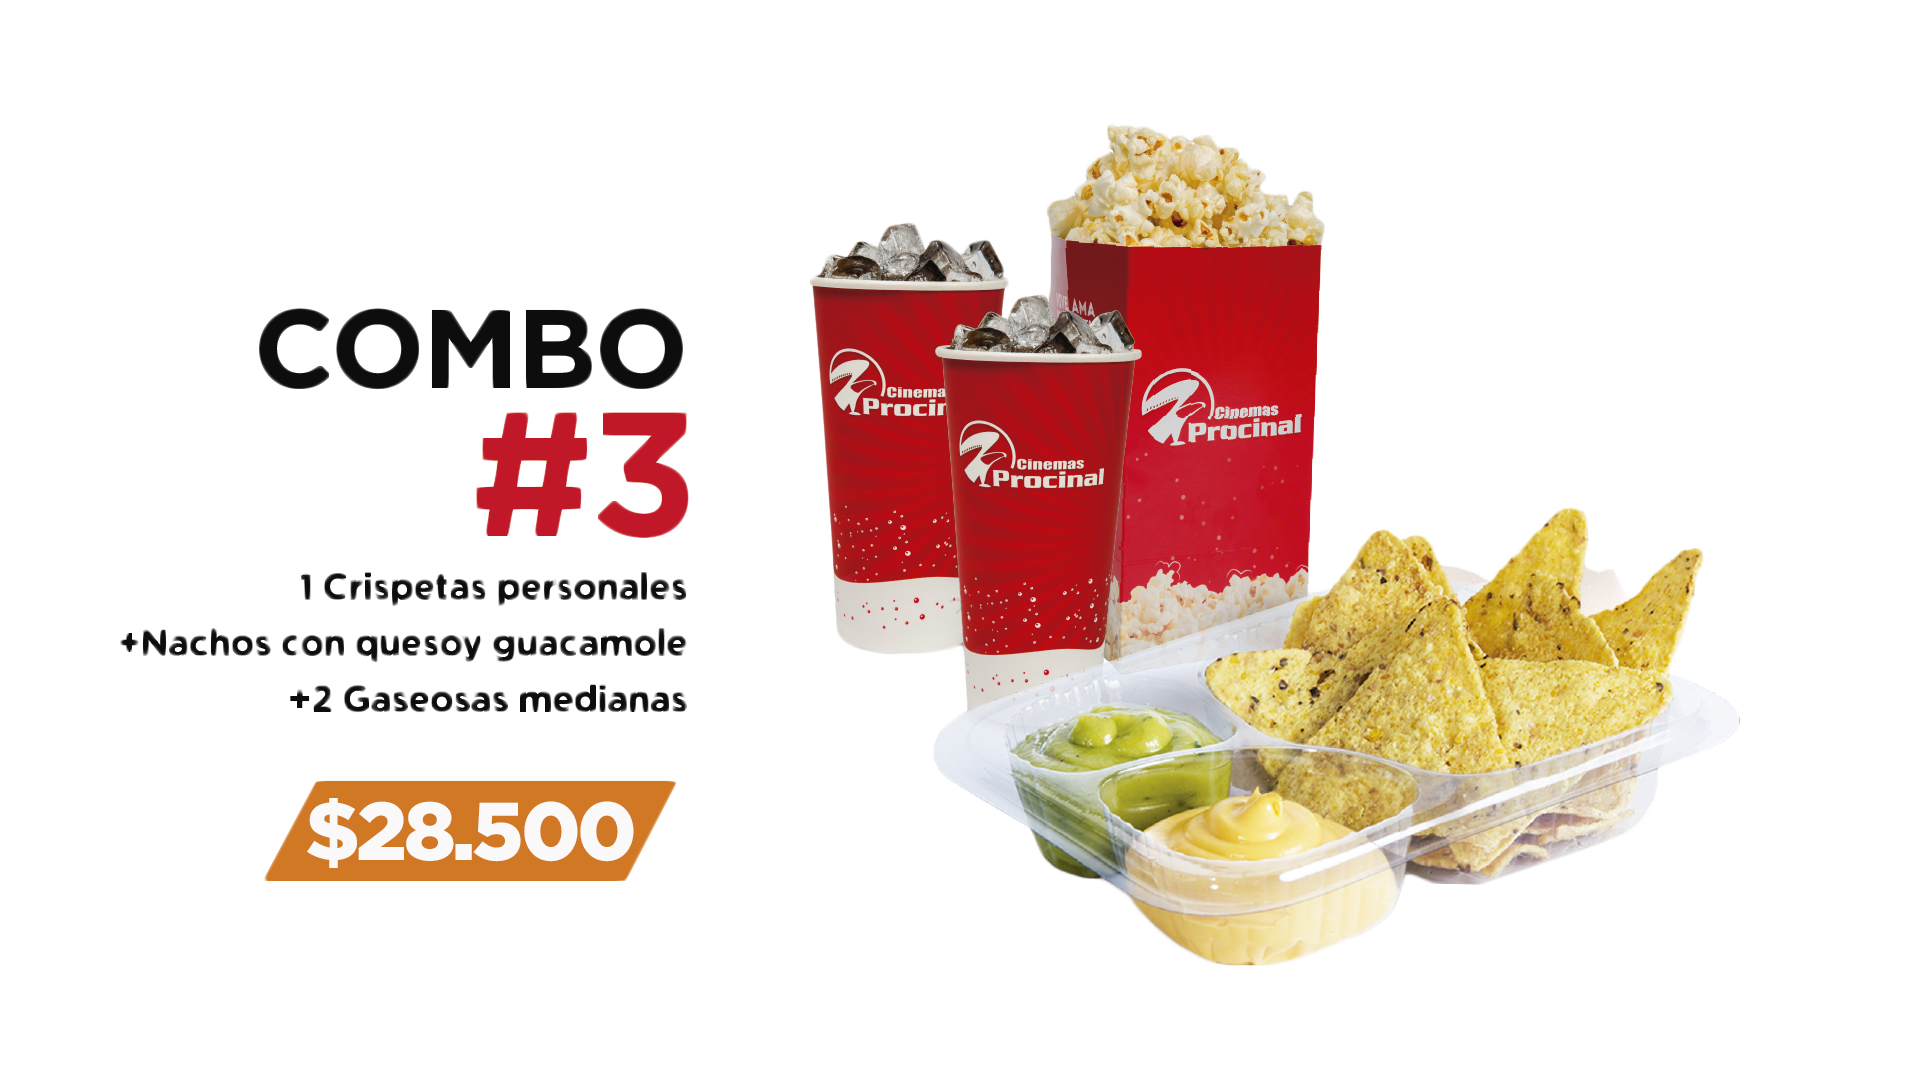 COMBO
#3
1 Crispetas personales
+Nachos con quesoy guacamole
+2 Gaseosas medianas
$28.500
Cinemas
Procinal
Cinemas
Procinal
AMA
Cinemas
Procinal